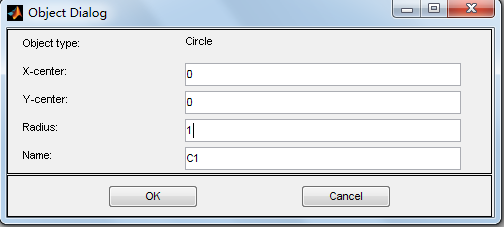 Object Dialog
Object type: Circle
X-center: 0
Y-center: 0
Radius: 1
Name: C1
OK Cancel